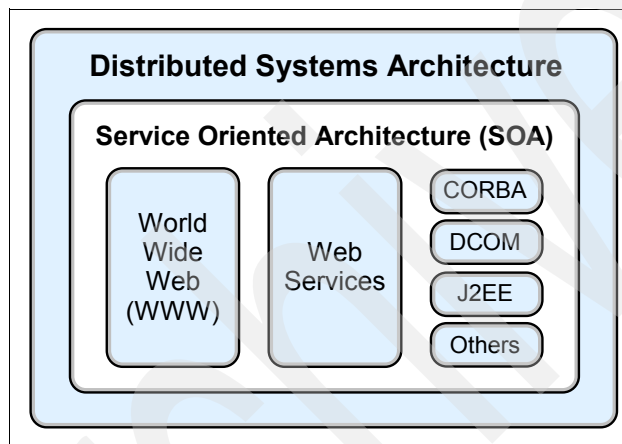 Distributed Systems Architecture
Service Oriented Architecture (SOA)
World
Wide
Web
(WWW)
Web
Services
CORBA
DCOM
J2EE
Others